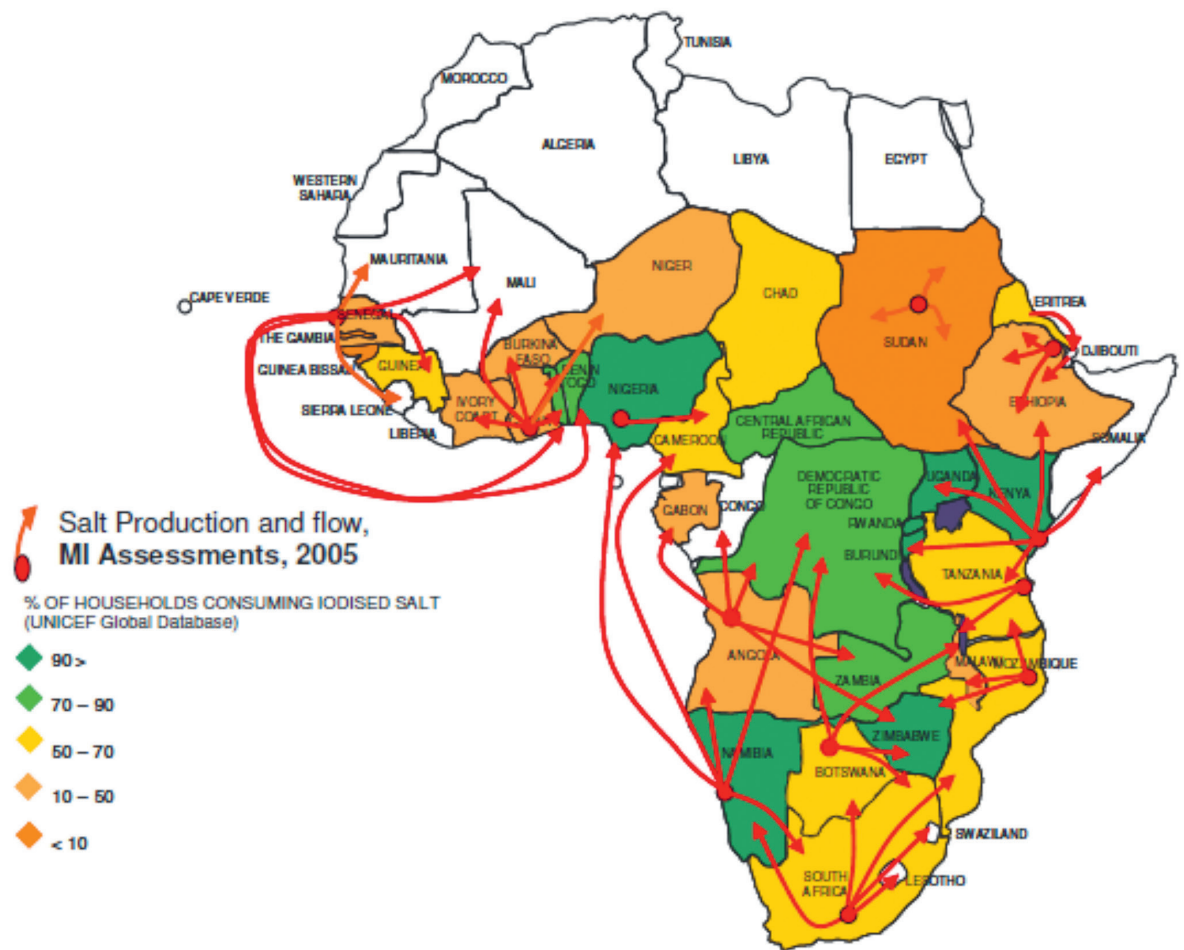 TUNISIA
MOROCCO
ALGERIA
LIBYA
EGYPT
WESTERN
SAHARA
MAURITANIA
MALI
NIGER
CHAD
SUDAN
ERITREA
CAPE VERDE
SENEGAL
THE GAMBIA
GUINEA BISSAU
GUINEA
SIERRA LEONE
LIBERIA
IVORY
COAST
BURKINA
FASO
BENIN
TOGO
NIGERIA
CAMEROON
CENTRAL AFRICAN
REPUBLIC
DJIBOUTI
ETHIOPIA
SOMALIA
UGANDA
KENYA
DEMOCRATIC
REPUBLIC
OF CONGO
GABON
CONGO
RWANDA
BURUNDI
TANZANIA
ANGOLA
ZAMBIA
MALAWI
MOZAMBIQUE
ZIMBABWE
NAMIBIA
BOTSWANA
SWAZILAND
SOUTH
AFRICA
LESOTHO
Salt Production and flow,
MI Assessments, 2005
% OF HOUSEHOLDS CONSUMING IODISED SALT
(UNICEF Global Database)
90 >
70 – 90
50 – 70
10 – 50
< 10